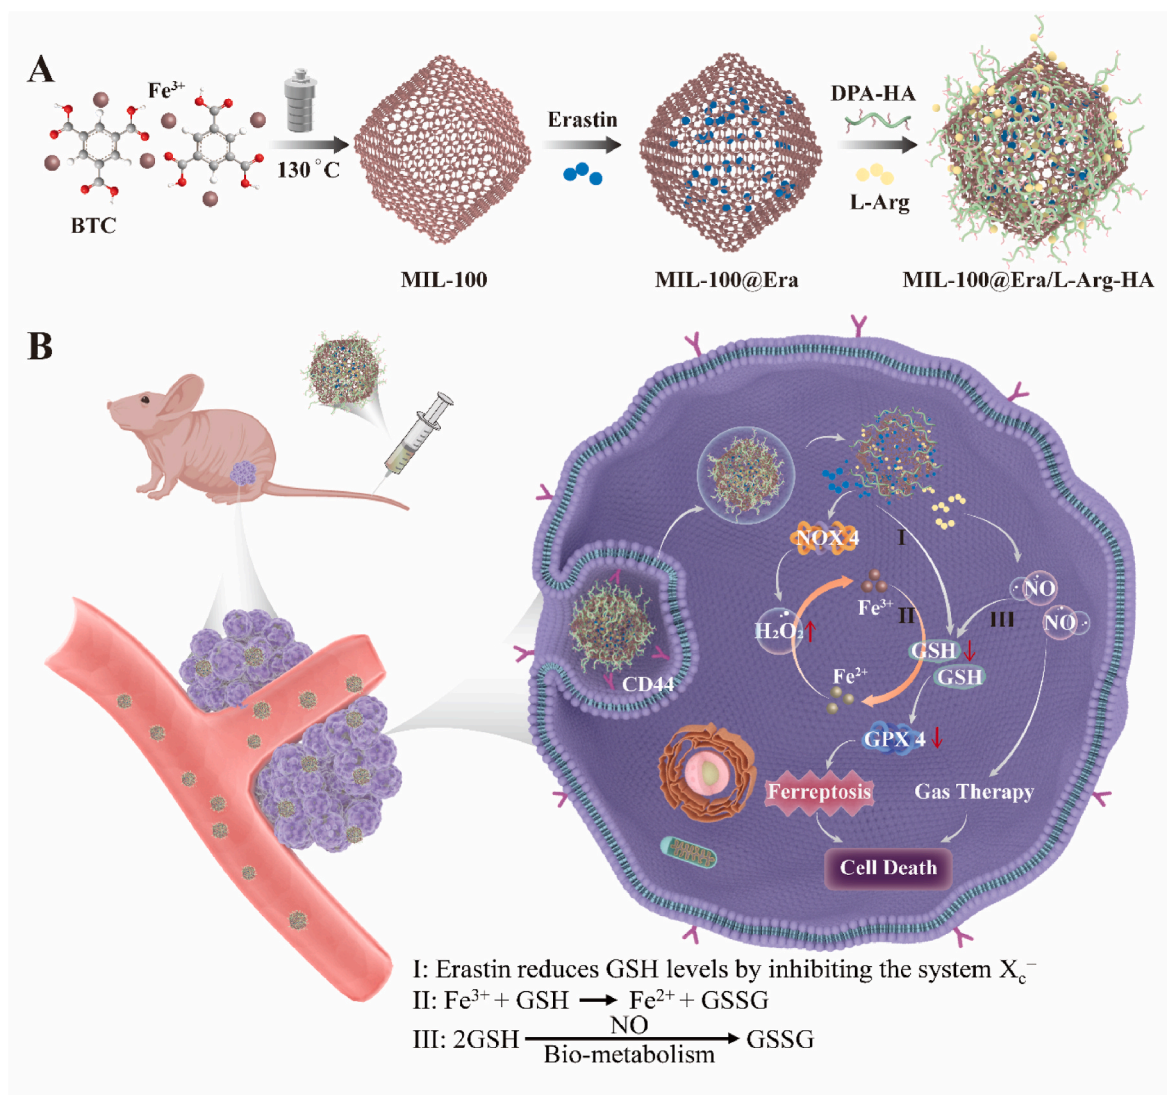 A
Fe³⁺
BTC
130 °C
MIL-100
Erastin
MIL-100@Era
DPA-HA
L-Arg
MIL-100@Era/L-Arg-HA
B
CD44
NOX 4
I
H₂O₂
Fe³⁺
II
Fe²⁺
III
NO
NO
GSH
GSH
GPX 4
Ferreptosis
Gas Therapy
Cell Death
I: Erastin reduces GSH levels by inhibiting the system X꜀⁻
II: Fe³⁺ + GSH → Fe²⁺ + GSSG
NO
III: 2GSH → GSSG
Bio-metabolism